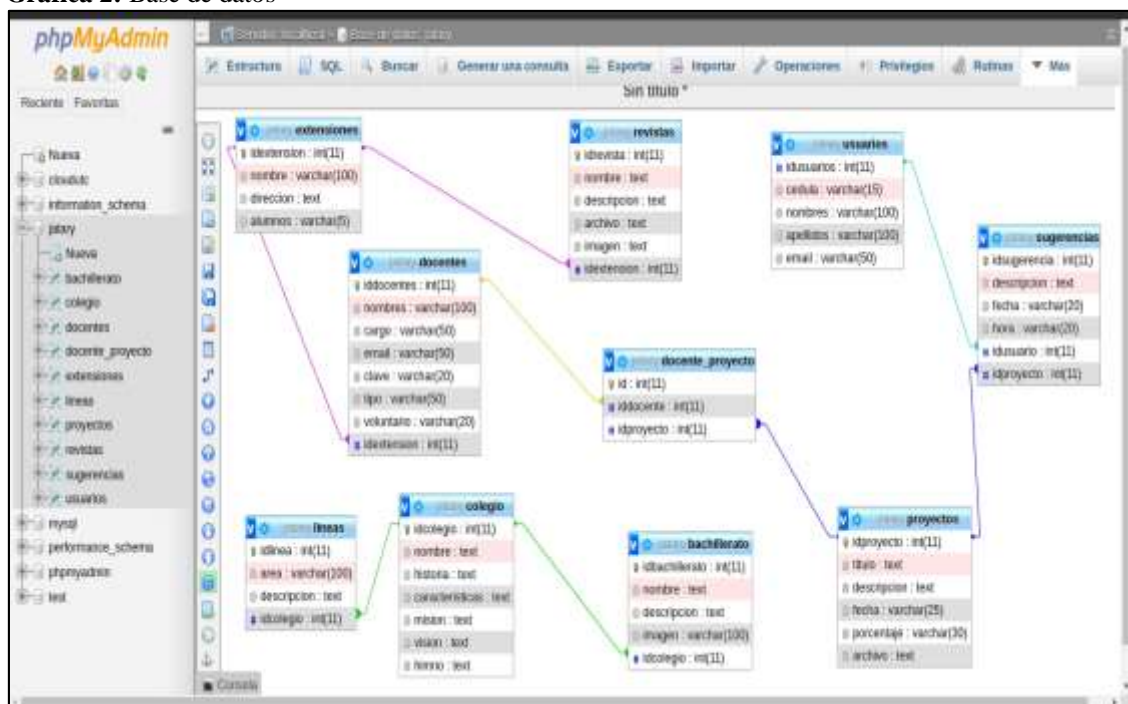 Gráfica 2: Base de datos
phpMyAdmin
Reciente Favoritas
Nueva
cloudutc
information_schema
jatary
Nueva
bachillerato
colegio
docentes
docente_proyecto
extensiones
lineas
proyectos
revistas
sugerencias
usuarios
mysql
performance_schema
phpmyadmin
test
Estructura SQL Buscar Generar una consulta Exportar Importar Operaciones Privilegios Rutinas Más
Sin título *
extensiones
idextension : int(11)
nombre : varchar(100)
direccion : text
alumnos : varchar(5)
revistas
idrevista : int(11)
nombre : text
descripcion : text
archivo : text
imagen : text
idextension : int(11)
usuarios
idusuarios : int(11)
cedula : varchar(15)
nombres : varchar(100)
apellidos : varchar(100)
email : varchar(50)
sugerencias
idsugerencia : int(11)
descripcion : text
fecha : varchar(20)
hora : varchar(20)
idusuario : int(11)
idproyecto : int(11)
docentes
iddocentes : int(11)
nombres : varchar(100)
cargo : varchar(50)
email : varchar(50)
clave : varchar(20)
tipo : varchar(50)
voluntario : varchar(20)
idextension : int(11)
docente_proyecto
id : int(11)
iddocente : int(11)
idproyecto : int(11)
lineas
idlinea : int(11)
area : varchar(100)
descripcion : text
idcolegio : int(11)
colegio
idcolegio : int(11)
nombre : text
historia : text
caracteristicas : text
mision : text
vision : text
himno : text
bachillerato
idbachillerato : int(11)
nombre : text
descripcion : text
imagen : varchar(100)
idcolegio : int(11)
proyectos
idproyecto : int(11)
titulo : text
descripcion : text
fecha : varchar(25)
porcentaje : varchar(30)
archivo : text
Consola